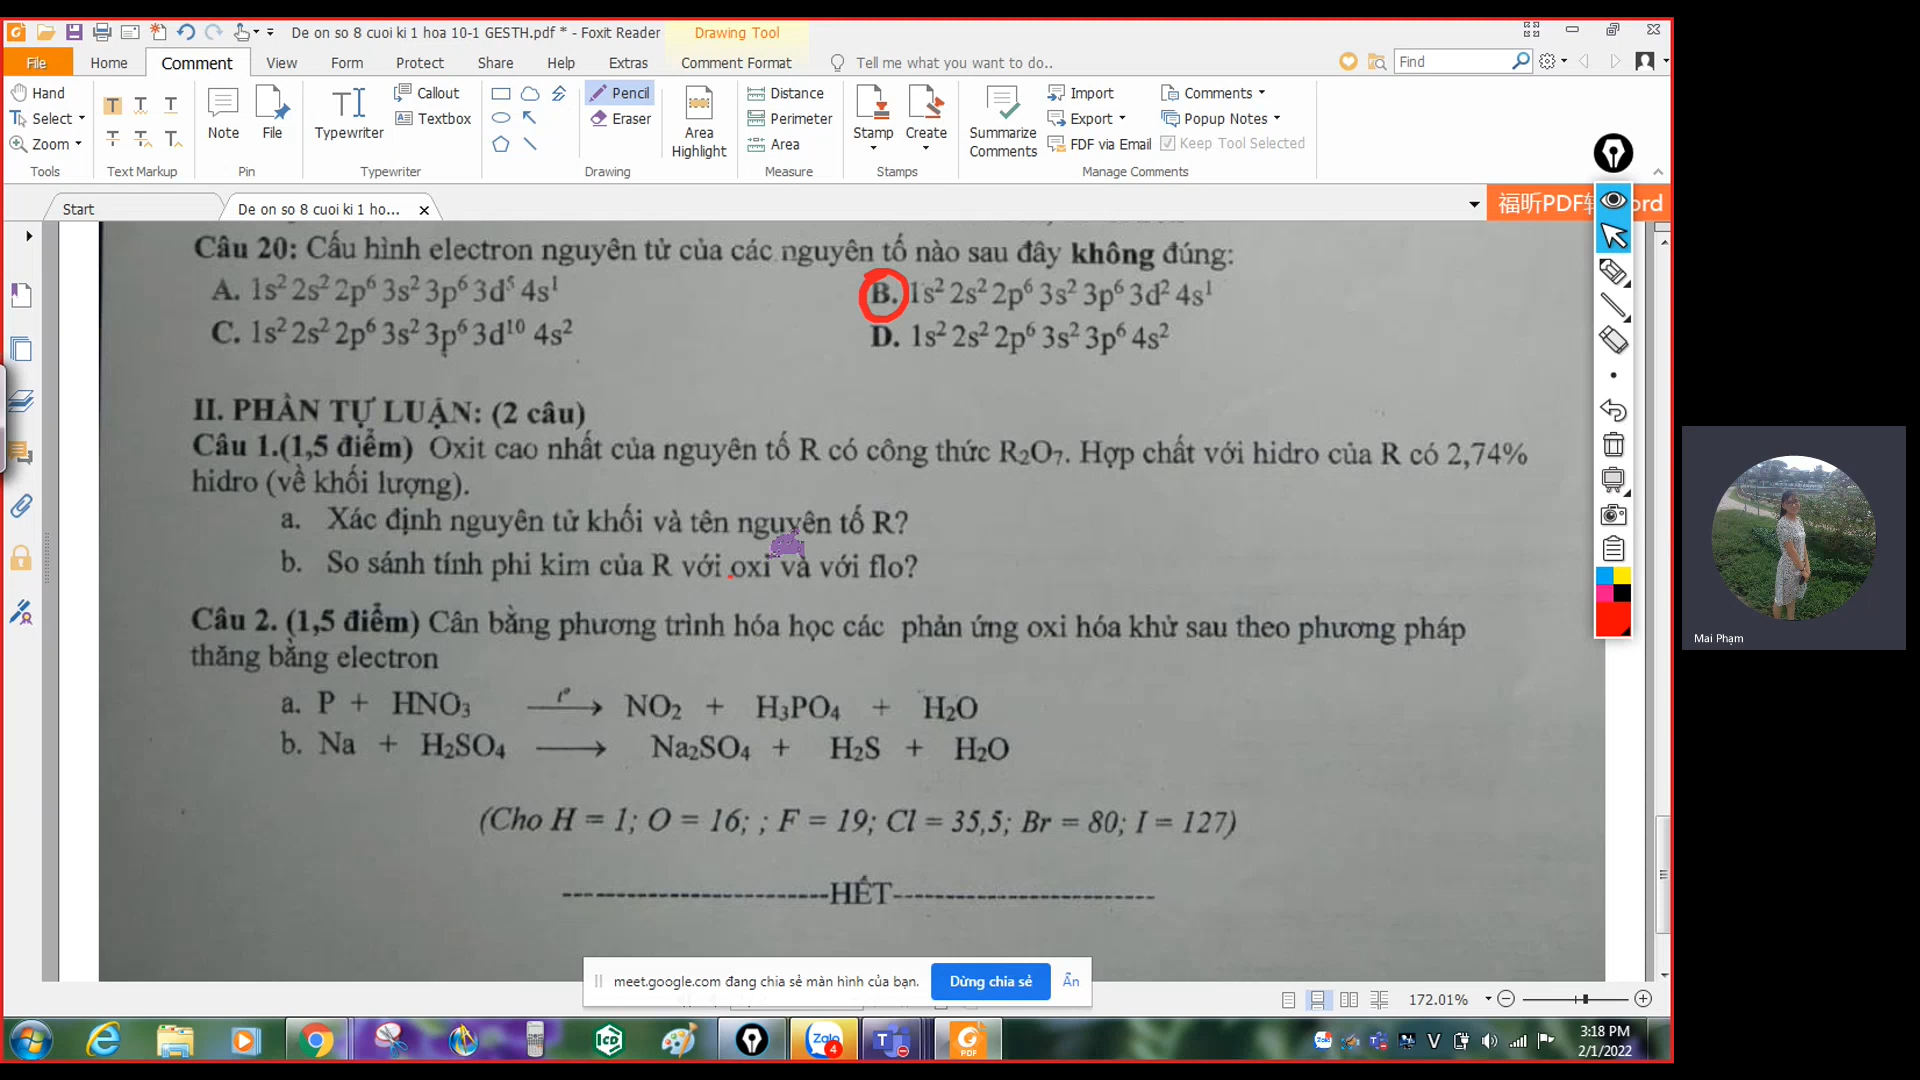 De on so 8 cuoi ki 1 hoa 10-1 GESTH.pdf * - Foxit Reader
Drawing Tool
File
Home
Comment
View
Form
Protect
Share
Help
Extras
Comment Format
Tell me what you want to do..
Find
Hand
Select
Zoom
Tools
Text Markup
Note
File
Pin
Typewriter
Callout
Textbox
Typewriter
Pencil
Eraser
Drawing
Area Highlight
Distance
Perimeter
Area
Measure
Stamp
Create
Stamps
Summarize Comments
Import
Export
FDF via Email
Comments
Popup Notes
Keep Tool Selected
Manage Comments
Start
De on so 8 cuoi ki 1 ho...
福昕PDF转
ord
Câu 20: Cấu hình electron nguyên tử của các nguyên tố nào sau đây không đúng:
A. 1s² 2s² 2p⁶ 3s² 3p⁶ 3d⁵ 4s¹
B. 1s² 2s² 2p⁶ 3s² 3p⁶ 3d² 4s¹
C. 1s² 2s² 2p⁶ 3s² 3p⁶ 3d¹⁰ 4s²
D. 1s² 2s² 2p⁶ 3s² 3p⁶ 4s²
II. PHẦN TỰ LUẬN: (2 câu)
Câu 1.(1,5 điểm) Oxit cao nhất của nguyên tố R có công thức R₂O₇. Hợp chất với hidro của R có 2,74%
hidro (về khối lượng).
a. Xác định nguyên tử khối và tên nguyên tố R?
b. So sánh tính phi kim của R với oxi và với flo?
Câu 2. (1,5 điểm) Cân bằng phương trình hóa học các phản ứng oxi hóa khử sau theo phương pháp
thăng bằng electron
a. P + HNO₃ —t°→ NO₂ + H₃PO₄ + H₂O
b. Na + H₂SO₄ → Na₂SO₄ + H₂S + H₂O
(Cho H = 1; O = 16; ; F = 19; Cl = 35,5; Br = 80; I = 127)
------------------------HẾT------------------------
Mai Phạm
meet.google.com đang chia sẻ màn hình của bạn.
Dừng chia sẻ
Ẩn
172.01%
ICD
Zalo
4
PDF
V
3:18 PM
2/1/2022